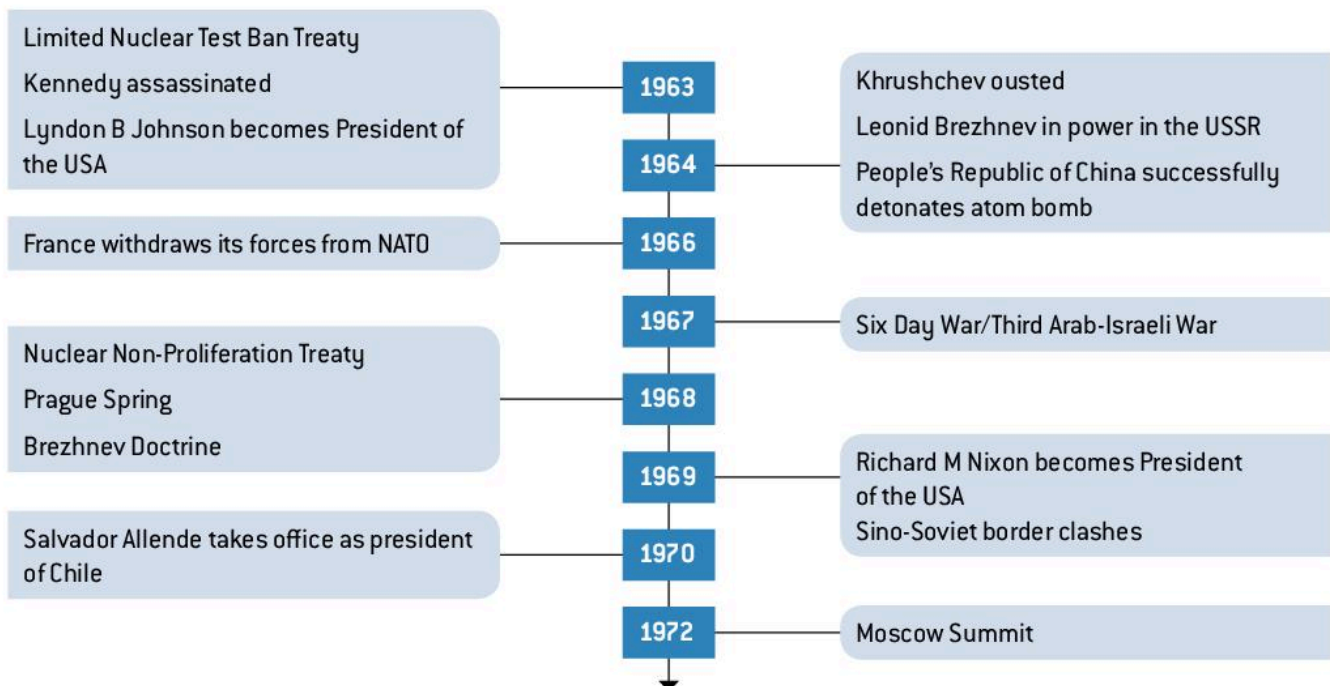 Limited Nuclear Test Ban Treaty
Kennedy assassinated
Lyndon B Johnson becomes President of
the USA
1963
1964
Khrushchev ousted
Leonid Brezhnev in power in the USSR
People's Republic of China successfully
detonates atom bomb
France withdraws its forces from NATO
1966
1967
Six Day War/Third Arab-Israeli War
Nuclear Non-Proliferation Treaty
Prague Spring
Brezhnev Doctrine
1968
1969
Richard M Nixon becomes President
of the USA
Sino-Soviet border clashes
Salvador Allende takes office as president
of Chile
1970
1972
Moscow Summit